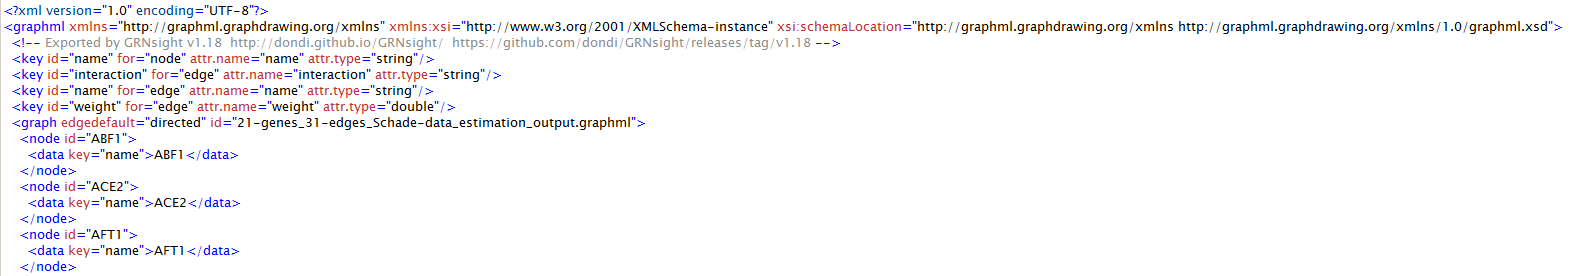 <?xml version="1.0" encoding="UTF-8"?>
<graphml xmlns="http://graphml.graphdrawing.org/xmlns" xmlns:xsi="http://www.w3.org/2001/XMLSchema-instance" xsi:schemaLocation="http://graphml.graphdrawing.org/xmlns http://graphml.graphdrawing.org/xmlns/1.0/graphml.xsd">
<!-- Exported by GRNsight v1.18  http://dondi.github.io/GRNsight/  https://github.com/dondi/GRNsight/releases/tag/v1.18 -->
<key id="name" for="node" attr.name="name" attr.type="string"/>
<key id="interaction" for="edge" attr.name="interaction" attr.type="string"/>
<key id="name" for="edge" attr.name="name" attr.type="string"/>
<key id="weight" for="edge" attr.name="weight" attr.type="double"/>
<graph edgedefault="directed" id="21-genes_31-edges_Schade-data_estimation_output.graphml">
<node id="ABF1">
<data key="name">ABF1</data>
</node>
<node id="ACE2">
<data key="name">ACE2</data>
</node>
<node id="AFT1">
<data key="name">AFT1</data>
</node>